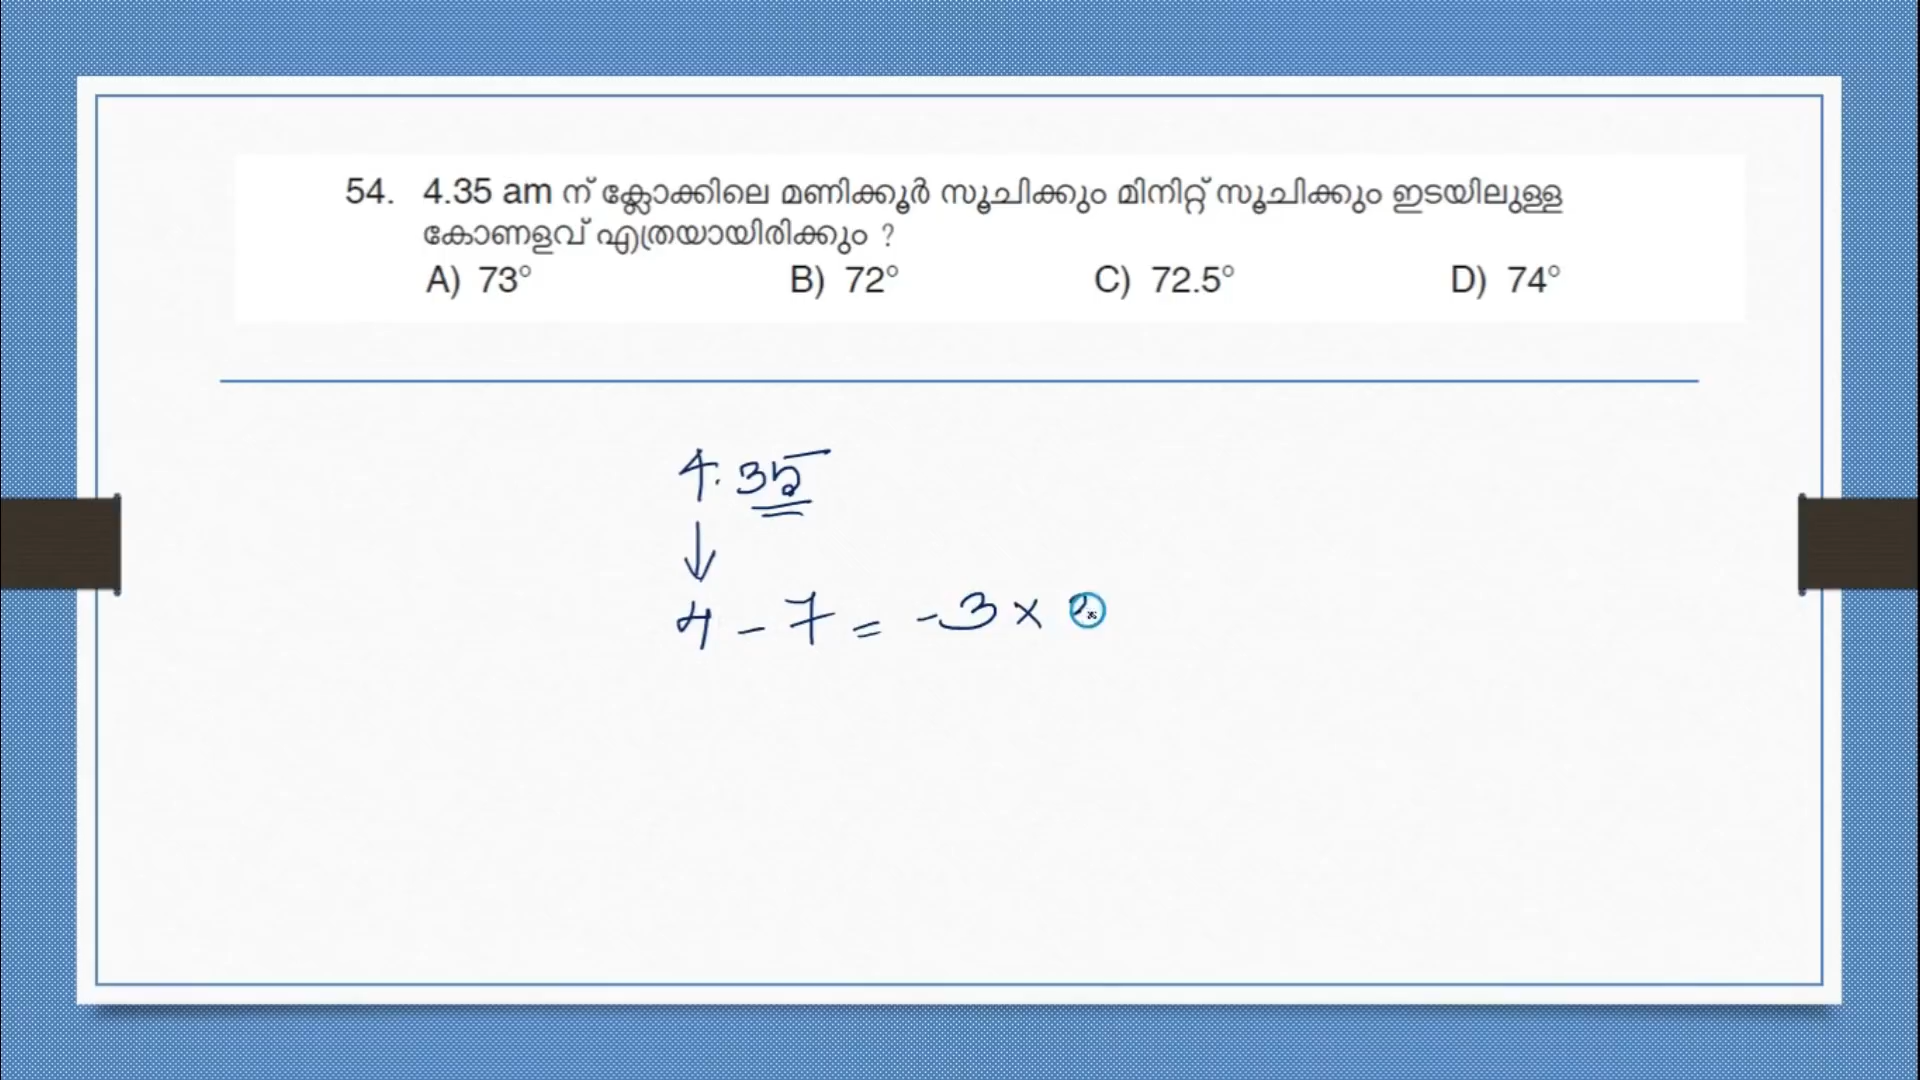 54. 4.35 am ന് ക്ലോക്കിലെ മണിക്കൂർ സൂചിക്കും മിനിറ്റ് സൂചിക്കും ഇടയിലുള്ള
കോണളവ് എത്രയായിരിക്കും ?
A) 73° B) 72° C) 72.5° D) 74°
4.35
4 - 7 = -3 ×